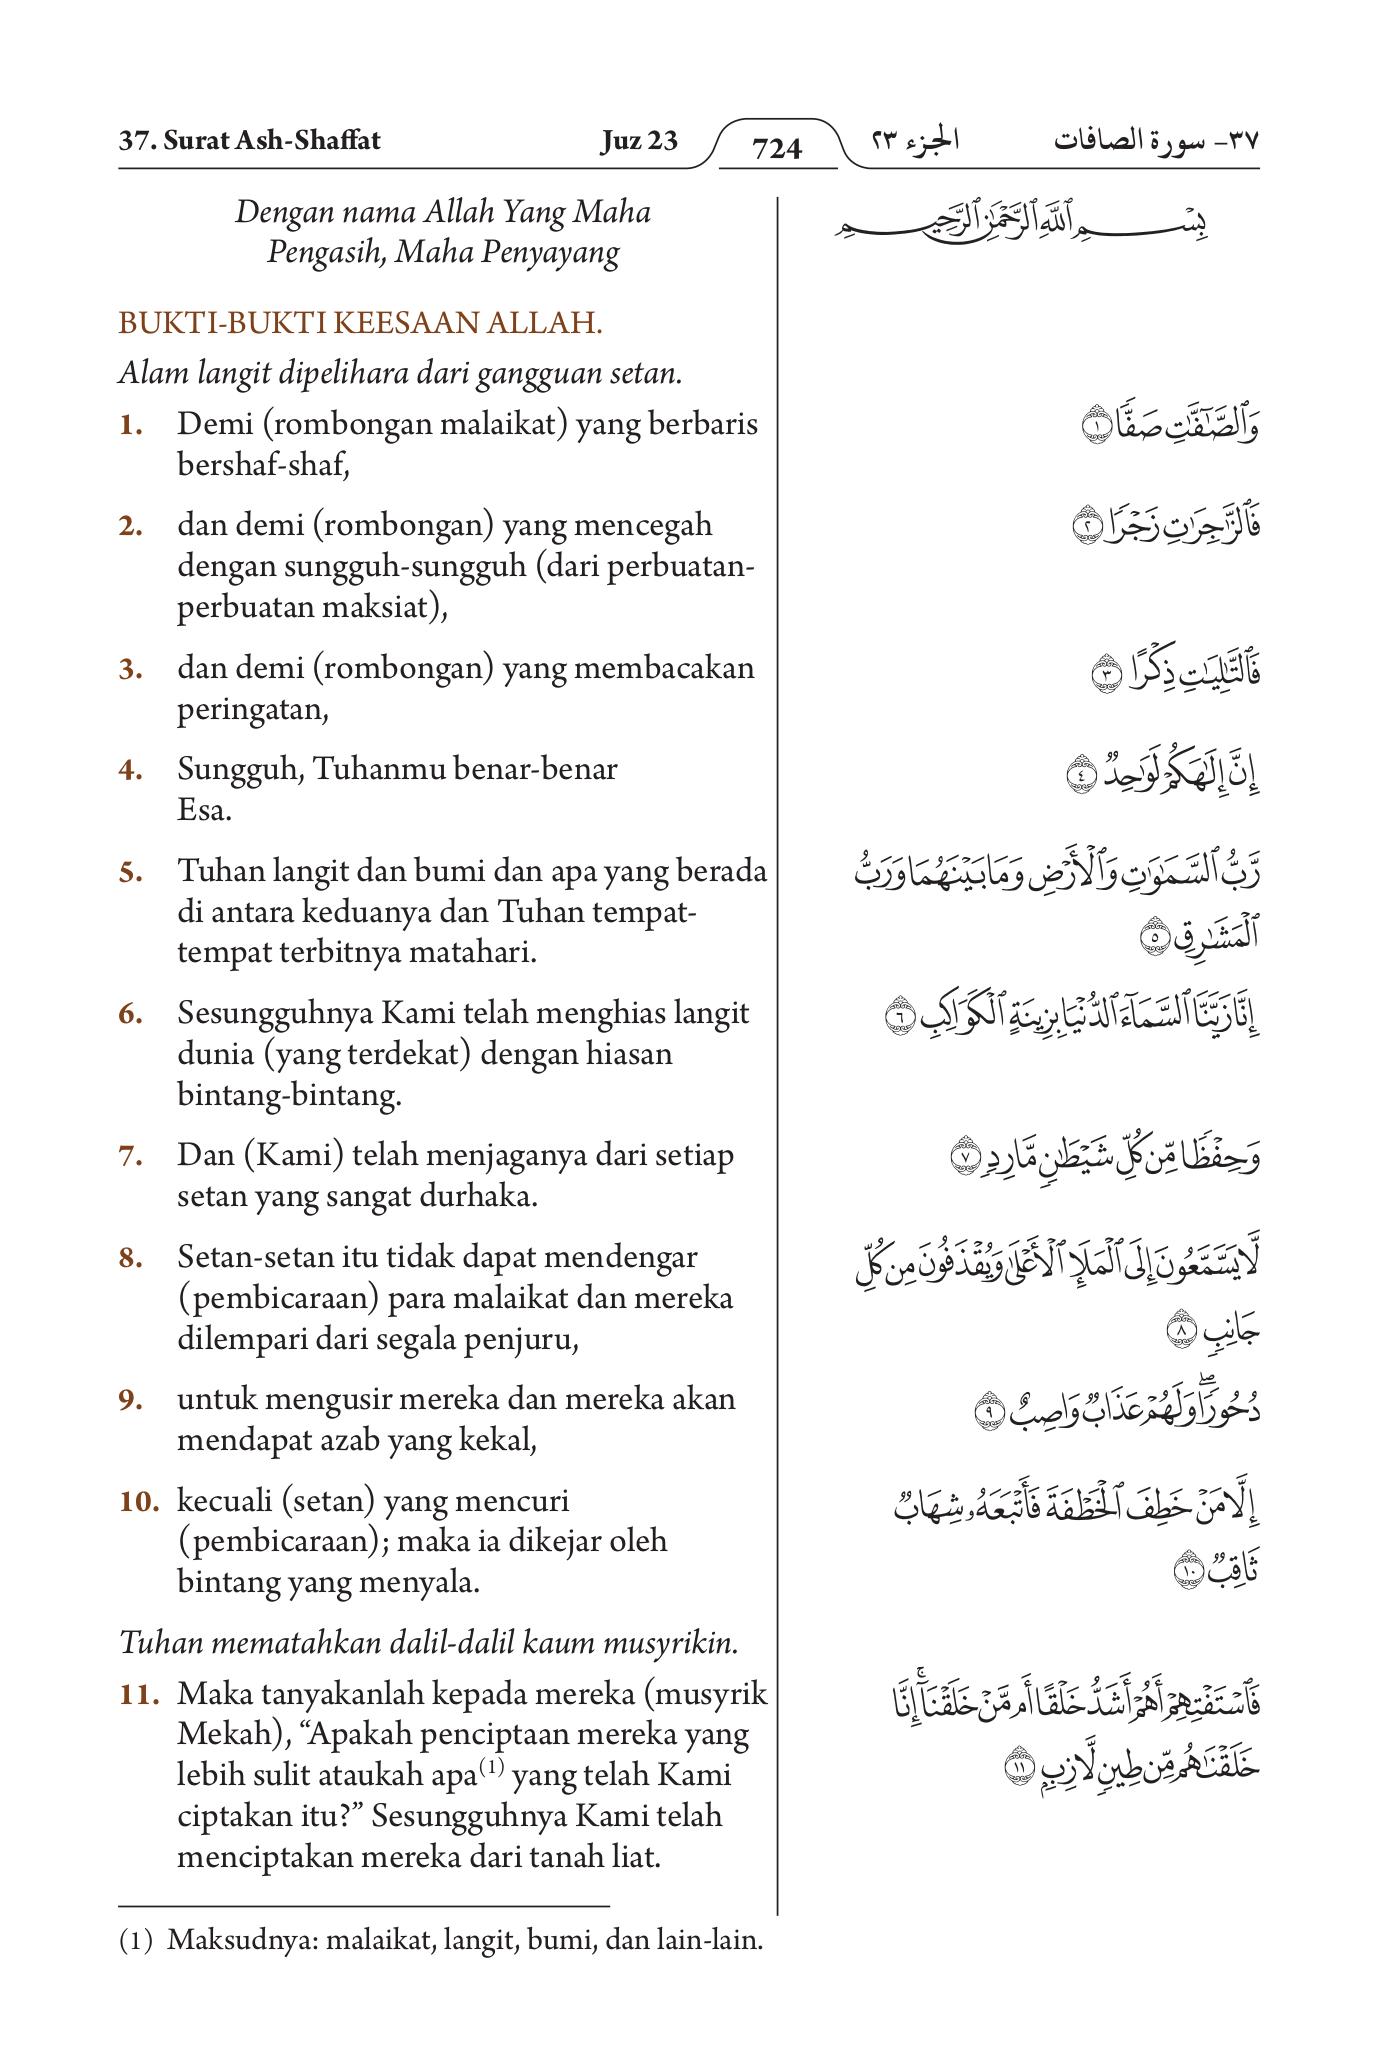 37. Surat Ash-Shaffat Juz 23 724 الجزء ٢٣ ٣٧- سورة الصافات
Dengan nama Allah Yang Maha
Pengasih, Maha Penyayang
BUKTI-BUKTI KEESAAN ALLAH.
Alam langit dipelihara dari gangguan setan.
1. Demi (rombongan malaikat) yang berbaris
bershaf-shaf,
2. dan demi (rombongan) yang mencegah
dengan sungguh-sungguh (dari perbuatan-
perbuatan maksiat),
3. dan demi (rombongan) yang membacakan
peringatan,
4. Sungguh, Tuhanmu benar-benar
Esa.
5. Tuhan langit dan bumi dan apa yang berada
di antara keduanya dan Tuhan tempat-
tempat terbitnya matahari.
6. Sesungguhnya Kami telah menghias langit
dunia (yang terdekat) dengan hiasan
bintang-bintang.
7. Dan (Kami) telah menjaganya dari setiap
setan yang sangat durhaka.
8. Setan-setan itu tidak dapat mendengar
(pembicaraan) para malaikat dan mereka
dilempari dari segala penjuru,
9. untuk mengusir mereka dan mereka akan
mendapat azab yang kekal,
10. kecuali (setan) yang mencuri
(pembicaraan); maka ia dikejar oleh
bintang yang menyala.
Tuhan mematahkan dalil-dalil kaum musyrikin.
11. Maka tanyakanlah kepada mereka (musyrik
Mekah), “Apakah penciptaan mereka yang
lebih sulit ataukah apa(1) yang telah Kami
ciptakan itu?” Sesungguhnya Kami telah
menciptakan mereka dari tanah liat.
(1) Maksudnya: malaikat, langit, bumi, dan lain-lain.
بِسْمِ ٱللَّهِ ٱلرَّحْمَٰنِ ٱلرَّحِيمِ
وَٱلصَّٰٓفَّٰتِ صَفًّا ١
فَٱلزَّٰجِرَٰتِ زَجْرًا ٢
فَٱلتَّٰلِيَٰتِ ذِكْرًا ٣
إِنَّ إِلَٰهَكُمْ لَوَٰحِدٌ ٤
رَّبُّ ٱلسَّمَٰوَٰتِ وَٱلْأَرْضِ وَمَا بَيْنَهُمَا وَرَبُّ
ٱلْمَشَٰرِقِ ٥
إِنَّا زَيَّنَّا ٱلسَّمَآءَ ٱلدُّنْيَا بِزِينَةٍ ٱلْكَوَاكِبِ ٦
وَحِفْظًا مِّن كُلِّ شَيْطَٰنٍ مَّارِدٍ ٧
لَّا يَسَّمَّعُونَ إِلَى ٱلْمَلَإِ ٱلْأَعْلَىٰ وَيُقْذَفُونَ مِن كُلِّ
جَانِبٍ ٨
دُحُورًا ۖ وَلَهُمْ عَذَابٌ وَاصِبٌ ٩
إِلَّا مَنْ خَطِفَ ٱلْخَطْفَةَ فَأَتْبَعَهُۥ شِهَابٌ
ثَاقِبٌ ١٠
فَٱسْتَفْتِهِمْ أَهُمْ أَشَدُّ خَلْقًا أَم مَّنْ خَلَقْنَآ ۚ إِنَّا
خَلَقْنَٰهُم مِّن طِينٍ لَّازِبٍۭ ١١